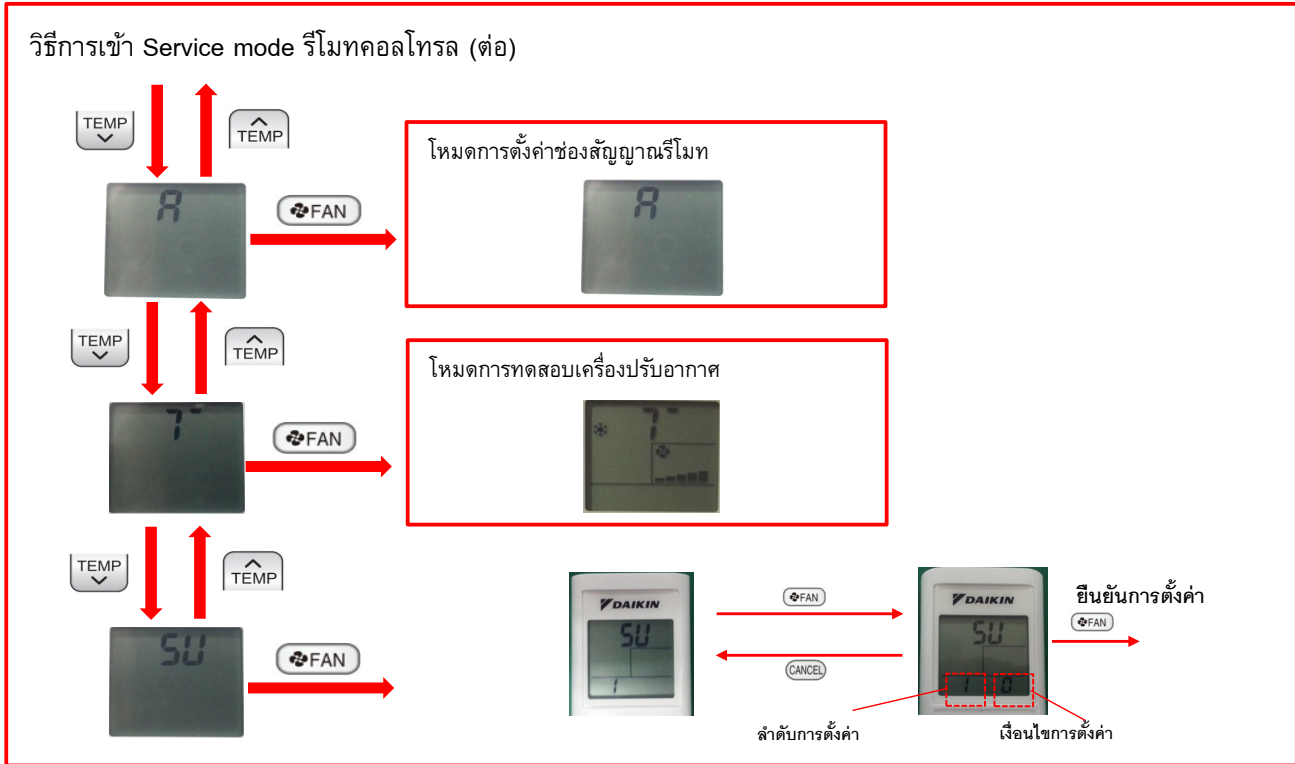 วิธีการเข้า Service mode รีโมทคอลโทรล (ต่อ)
TEMP
TEMP
A
FAN
โหมดการตั้งค่าช่องสัญญาณรีโมท
A
TEMP
TEMP
7
FAN
โหมดการทดสอบเครื่องปรับอากาศ
7
TEMP
TEMP
SU
FAN
DAIKIN
SU
1
FAN
CANCEL
DAIKIN
SU
1 0
ยืนยันการตั้งค่า
FAN
ลำดับการตั้งค่า
เงื่อนไขการตั้งค่า